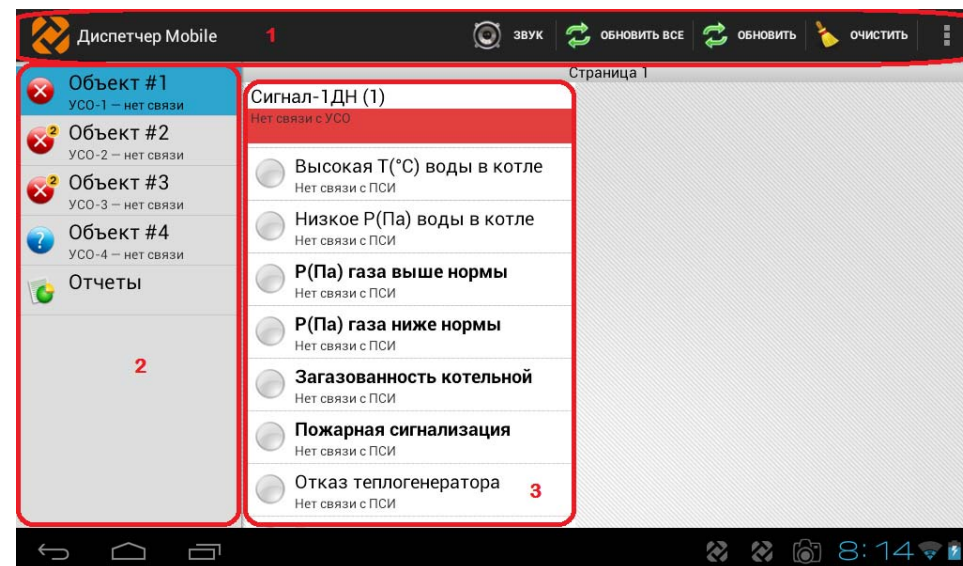 Диспетчер Mobile
1
ЗВУК
ОБНОВИТЬ ВСЕ
ОБНОВИТЬ
ОЧИСТИТЬ
Объект #1
УСО-1 — нет связи
2
Объект #2
УСО-2 — нет связи
2
Объект #3
УСО-3 — нет связи
?
Объект #4
УСО-4 — нет связи
Отчеты
2
Страница 1
Сигнал-1ДН (1)
Нет связи с УСО
Высокая T(°C) воды в котле
Нет связи с ПСИ
Низкое P(Па) воды в котле
Нет связи с ПСИ
P(Па) газа выше нормы
Нет связи с ПСИ
P(Па) газа ниже нормы
Нет связи с ПСИ
Загазованность котельной
Нет связи с ПСИ
Пожарная сигнализация
Нет связи с ПСИ
Отказ теплогенератора
Нет связи с ПСИ
3
8:14